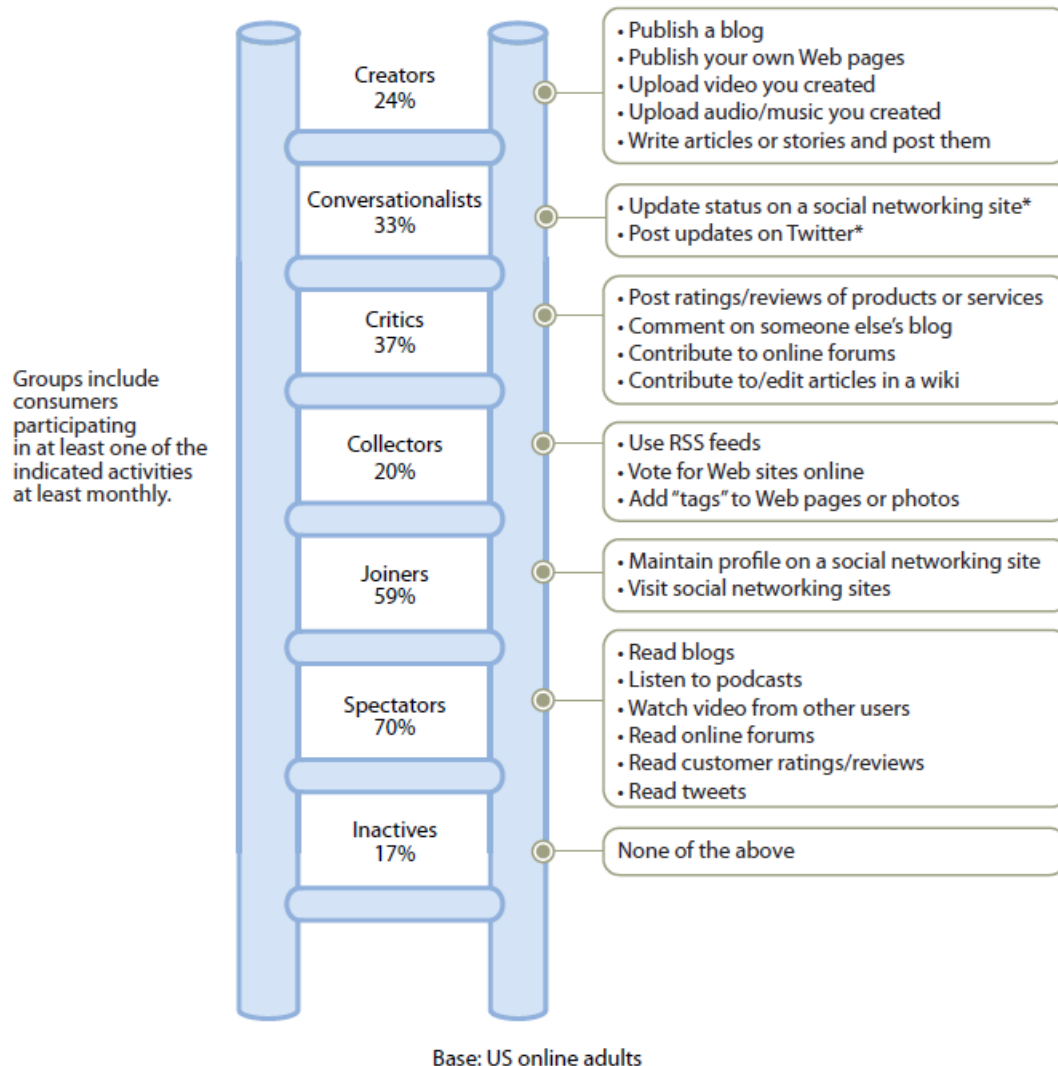 Creators
24%
• Publish a blog
• Publish your own Web pages
• Upload video you created
• Upload audio/music you created
• Write articles or stories and post them
Conversationalists
33%
• Update status on a social networking site*
• Post updates on Twitter*
Critics
37%
• Post ratings/reviews of products or services
• Comment on someone else’s blog
• Contribute to online forums
• Contribute to/edit articles in a wiki
Groups include
consumers
participating
in at least one of the
indicated activities
at least monthly.
Collectors
20%
• Use RSS feeds
• Vote for Web sites online
• Add “tags” to Web pages or photos
Joiners
59%
• Maintain profile on a social networking site
• Visit social networking sites
Spectators
70%
• Read blogs
• Listen to podcasts
• Watch video from other users
• Read online forums
• Read customer ratings/reviews
• Read tweets
Inactives
17%
None of the above
Base: US online adults